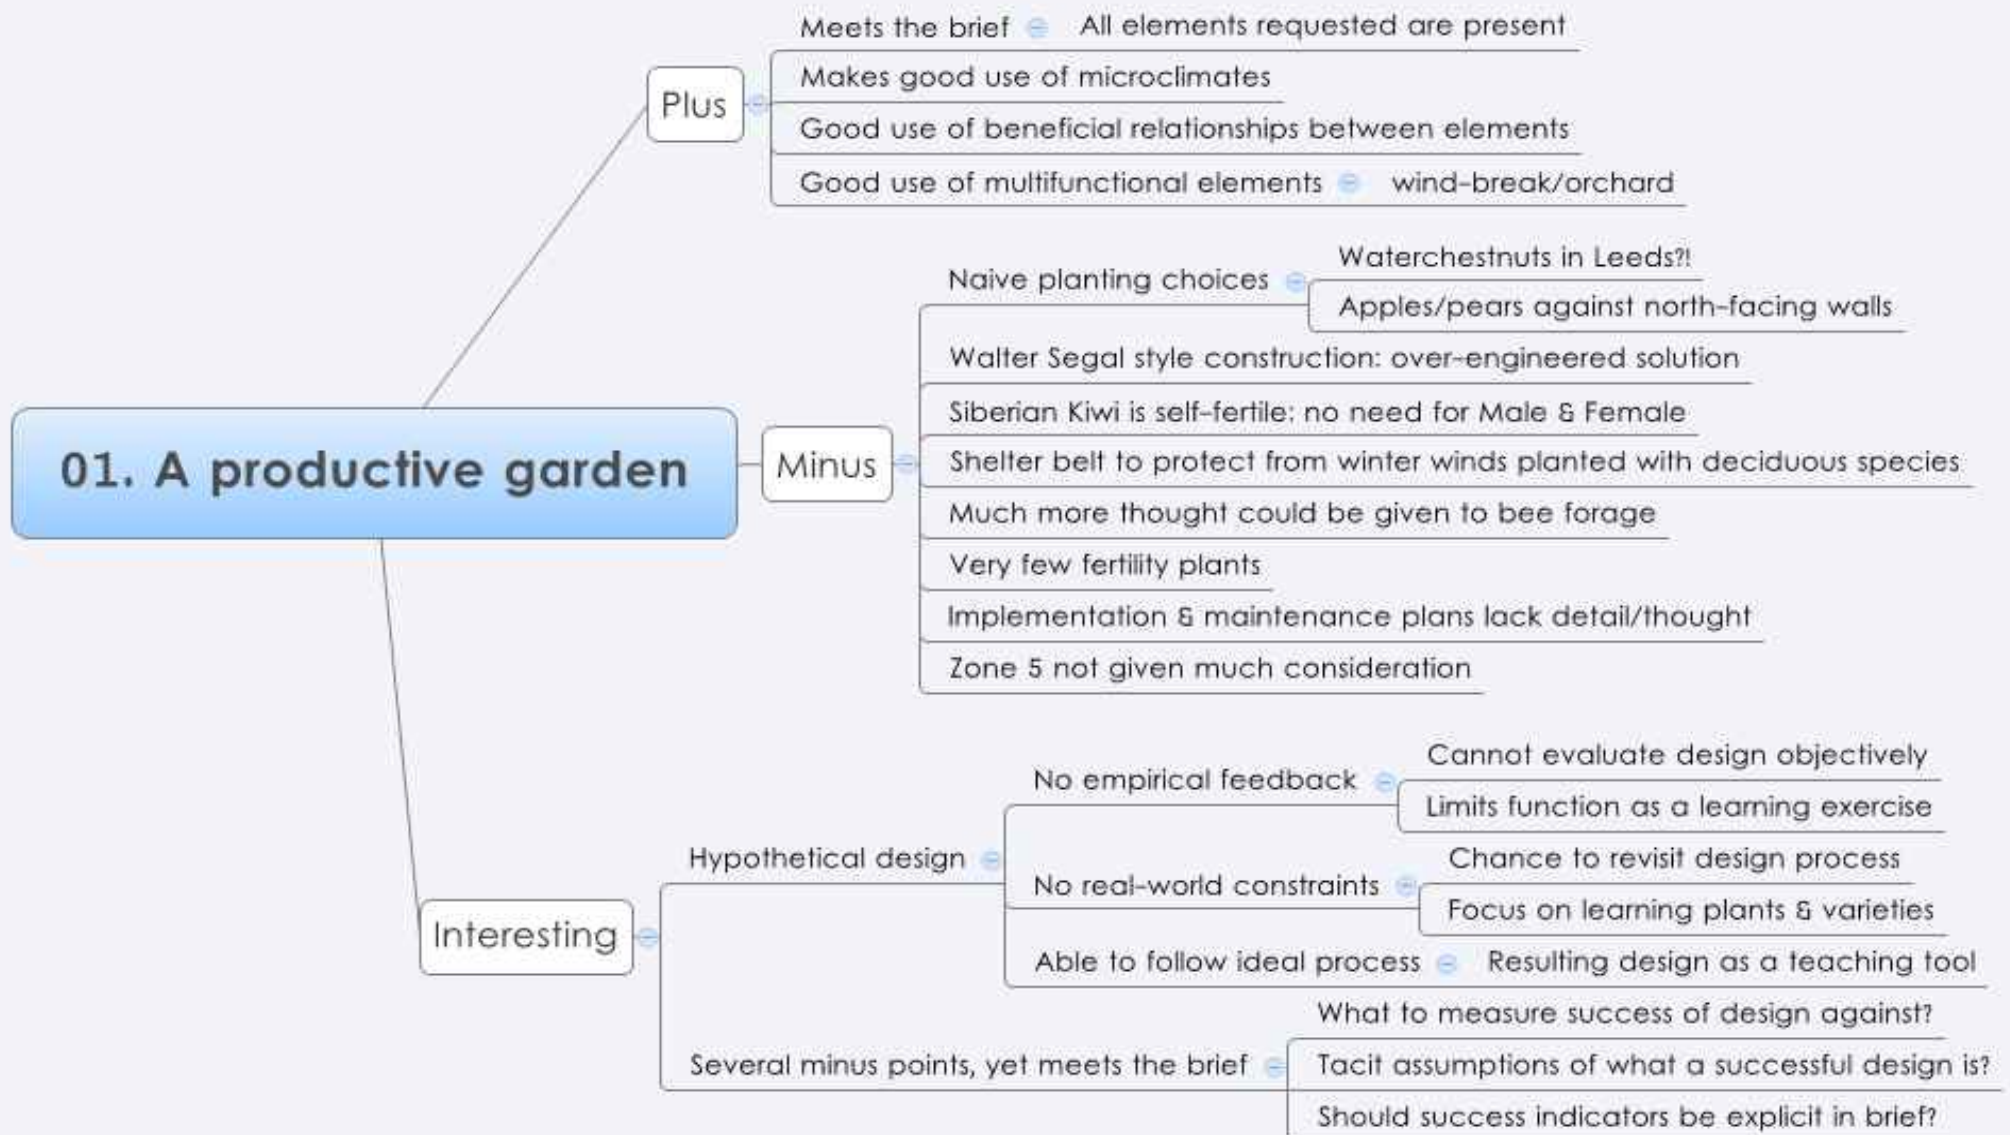 Meets the brief All elements requested are present
Makes good use of microclimates
Plus
Good use of beneficial relationships between elements
Good use of multifunctional elements wind-break/orchard
Naive planting choices
Waterchestnuts in Leeds?!
Apples/pears against north-facing walls
Walter Segal style construction: over-engineered solution
Siberian Kiwi is self-fertile: no need for Male & Female
01. A productive garden
Minus
Shelter belt to protect from winter winds planted with deciduous species
Much more thought could be given to bee forage
Very few fertility plants
Implementation & maintenance plans lack detail/thought
Zone 5 not given much consideration
Interesting
Hypothetical design
No empirical feedback
Cannot evaluate design objectively
Limits function as a learning exercise
No real-world constraints
Chance to revisit design process
Focus on learning plants & varieties
Able to follow ideal process Resulting design as a teaching tool
Several minus points, yet meets the brief
What to measure success of design against?
Tacit assumptions of what a successful design is?
Should success indicators be explicit in brief?